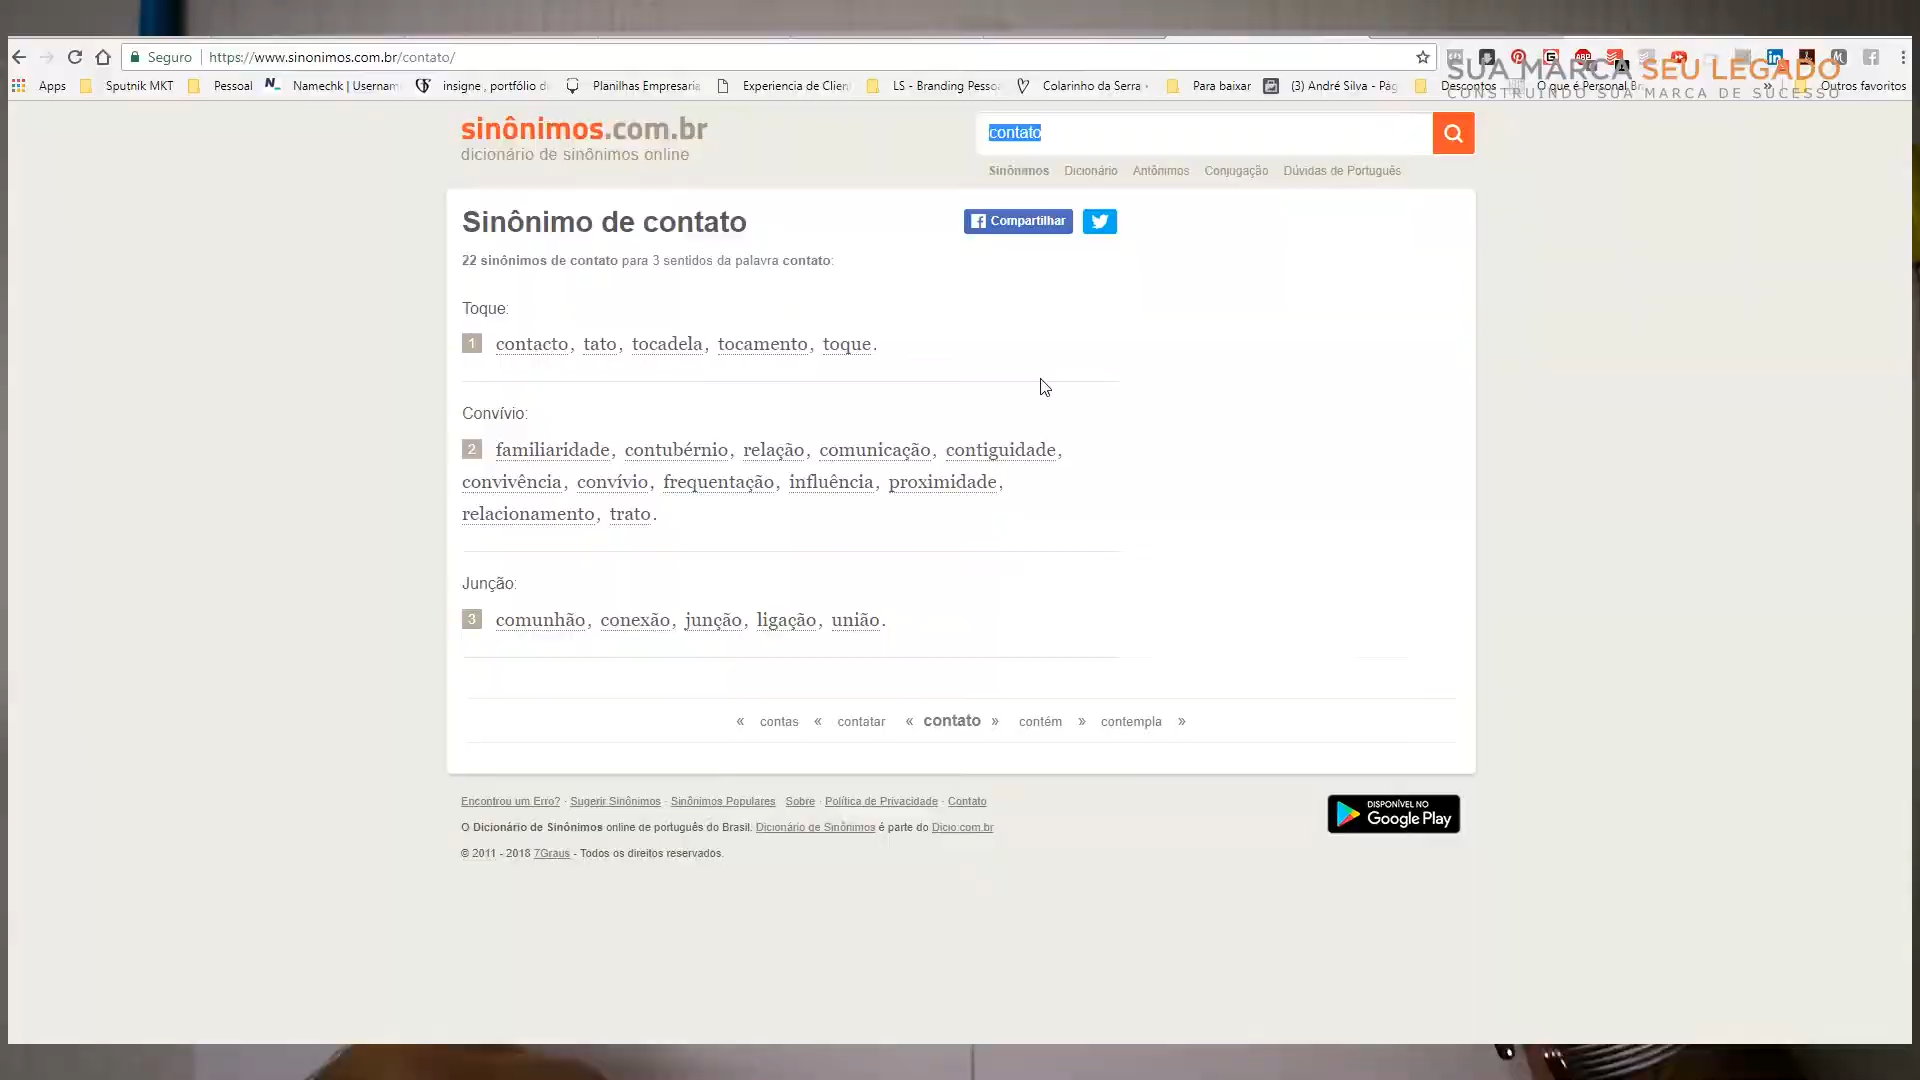 Seguro https://www.sinonimos.com.br/contato/
SUA MARCA SEU LEGADO
CONSTRUINDO SUA MARCA DE SUCESSO
Apps Sputnik MKT Pessoal Namechk | Usernam insigne , portfólio d Planilhas Empresaria Experiencia de Clien LS - Branding Pesso Colarinho da Serra Para baixar (3) André Silva - Pág Descontos O que é Personal Br » Outros favoritos
sinônimos.com.br
dicionário de sinônimos online
contato
Sinônimos Dicionário Antônimos Conjugação Dúvidas de Português
Sinônimo de contato
Compartilhar
22 sinônimos de contato para 3 sentidos da palavra contato:
Toque:
1 contacto, tato, tocadela, tocamento, toque.
Convívio:
2 familiaridade, contubérnio, relação, comunicação, contiguidade,
convivência, convívio, frequentação, influência, proximidade,
relacionamento, trato.
Junção:
3 comunhão, conexão, junção, ligação, união.
« contas « contatar « contato » contém » contempla »
Encontrou um Erro? · Sugerir Sinônimos · Sinônimos Populares Sobre · Política de Privacidade · Contato
O Dicionário de Sinônimos online de português do Brasil. Dicionário de Sinônimos é parte do Dicio.com.br
© 2011 - 2018 7Graus - Todos os direitos reservados.
DISPONÍVEL NO
Google Play